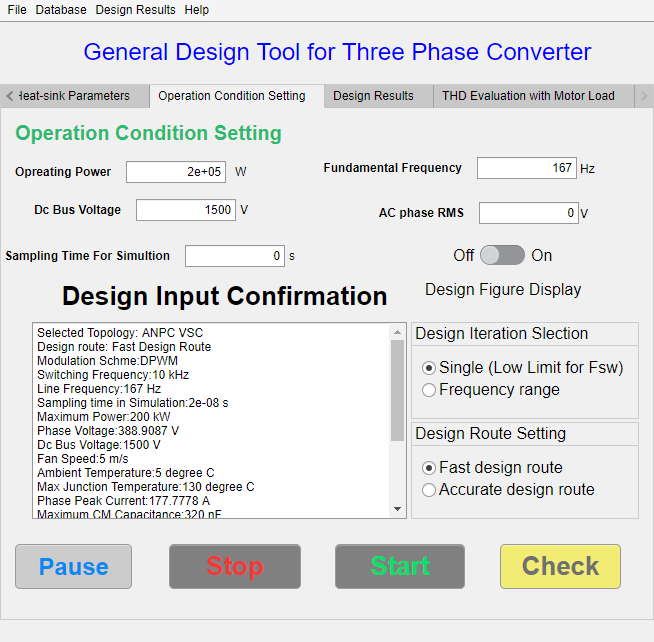 File Database Design Results Help
General Design Tool for Three Phase Converter
Heat-sink Parameters Operation Condition Setting Design Results THD Evaluation with Motor Load
Operation Condition Setting
Opreating Power 2e+05 W Fundamental Frequency 167 Hz
Dc Bus Voltage 1500 V AC phase RMS 0 V
Sampling Time For Simultion 0 s Off On
Design Input Confirmation Design Figure Display
Selected Topology: ANPC VSC
Design route: Fast Design Route
Modulation Schme:DPWM
Switching Frequency:10 kHz
Line Frequency:167 Hz
Sampling time in Simulation:2e-08 s
Maximum Power:200 kW
Phase Voltage:388.9087 V
Dc Bus Voltage:1500 V
Fan Speed:5 m/s
Ambient Temperature:5 degree C
Max Junction Temperature:130 degree C
Phase Peak Current:177.7778 A
Maximum CM Capacitance:320 nF
Design Iteration Slection
Single (Low Limit for Fsw)
Frequency range
Design Route Setting
Fast design route
Accurate design route
Pause Stop Start Check